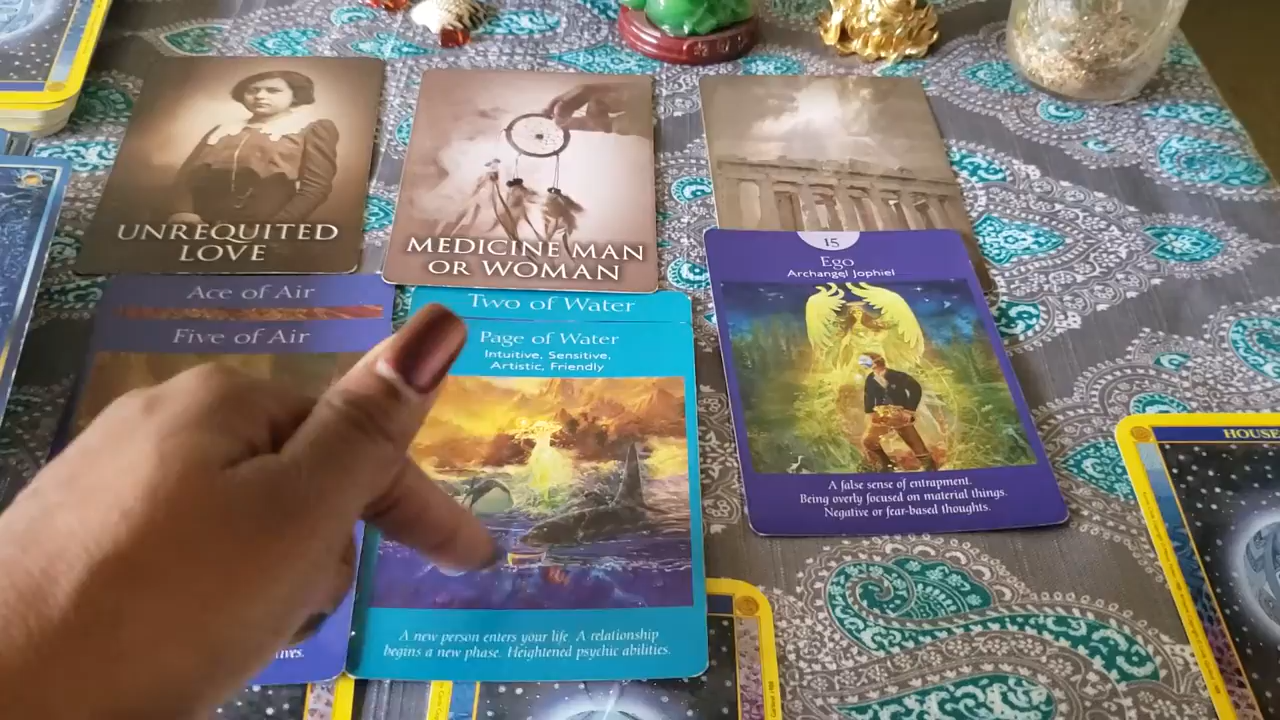 UNREQUITED
LOVE
MEDICINE MAN
OR WOMAN
Ace of Air
Five of Air
Two of Water
Page of Water
Intuitive, Sensitive,
Artistic, Friendly
A new person enters your life. A relationship
begins a new phase. Heightened psychic abilities.
15
Ego
Archangel Jophiel
A false sense of entrapment.
Being overly focused on material things.
Negative or fear-based thoughts.
HOUSE